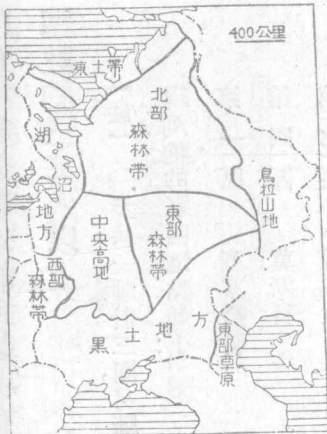 400公里
凍土帶
北部
森林帶
湖
沼
地方
烏拉山地
中央高地
東部
森林帶
西部
森林帶
黑土地方
東部草原